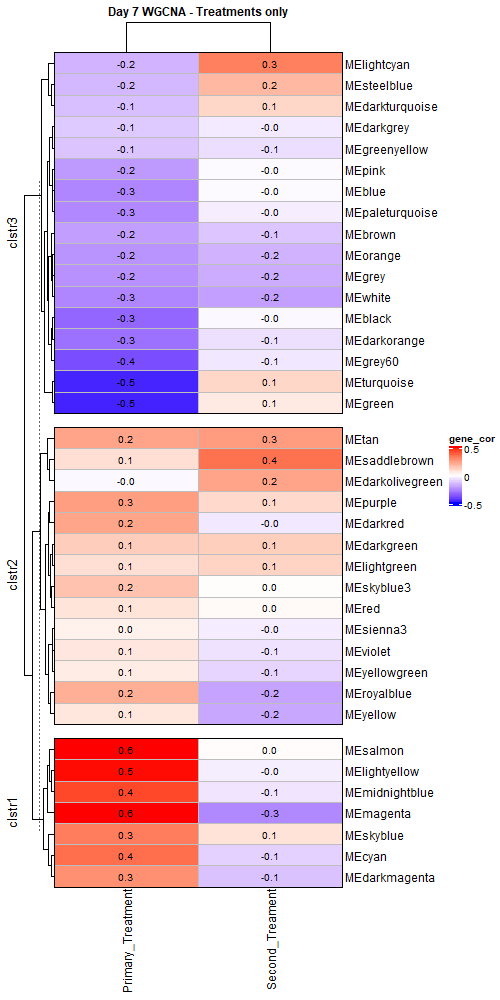 Day 7 WGCNA - Treatments only
clstr3
-0.2 0.3 MElightcyan
-0.2 0.2 MEsteelblue
-0.1 0.1 MEdarkturquoise
-0.1 -0.0 MEdarkgrey
-0.1 -0.1 MEgreenyellow
-0.2 -0.0 MEpink
-0.3 -0.0 MEblue
-0.3 -0.0 MEpaleturquoise
-0.2 -0.1 MEbrown
-0.2 -0.2 MEorange
-0.2 -0.2 MEgrey
-0.3 -0.2 MEwhite
-0.3 -0.0 MEblack
-0.3 -0.1 MEdarkorange
-0.4 -0.1 MEgrey60
-0.5 0.1 MEturquoise
-0.5 0.1 MEgreen
clstr2
0.2 0.3 MEtan
0.1 0.4 MEsaddlebrown
-0.0 0.2 MEdarkolivegreen
0.3 0.1 MEpurple
0.2 -0.0 MEdarkred
0.1 0.1 MEdarkgreen
0.1 0.1 MElightgreen
0.2 0.0 MEskyblue3
0.1 0.0 MEred
0.0 -0.0 MEsienna3
0.1 -0.1 MEviolet
0.1 -0.1 MEyellowgreen
0.2 -0.2 MEroyalblue
0.1 -0.2 MEyellow
clstr1
0.6 0.0 MEsalmon
0.5 -0.0 MElightyellow
0.4 -0.1 MEmidnightblue
0.6 -0.3 MEmagenta
0.3 0.1 MEskyblue
0.4 -0.1 MEcyan
0.3 -0.1 MEdarkmagenta
Primary_Treatment
Second_Treament
gene_cor
0.5
0
-0.5